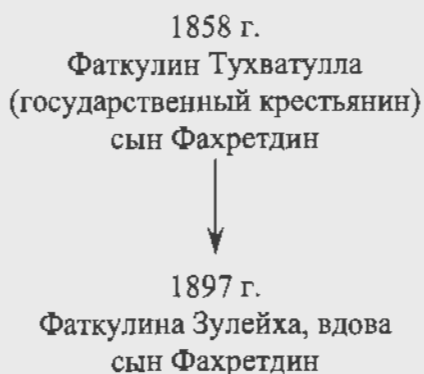 1858 г.
Фаткулин Тухватулла
(государственный крестьянин)
сын Фахретдин
1897 г.
Фаткулина Зулейха, вдова
сын Фахретдин